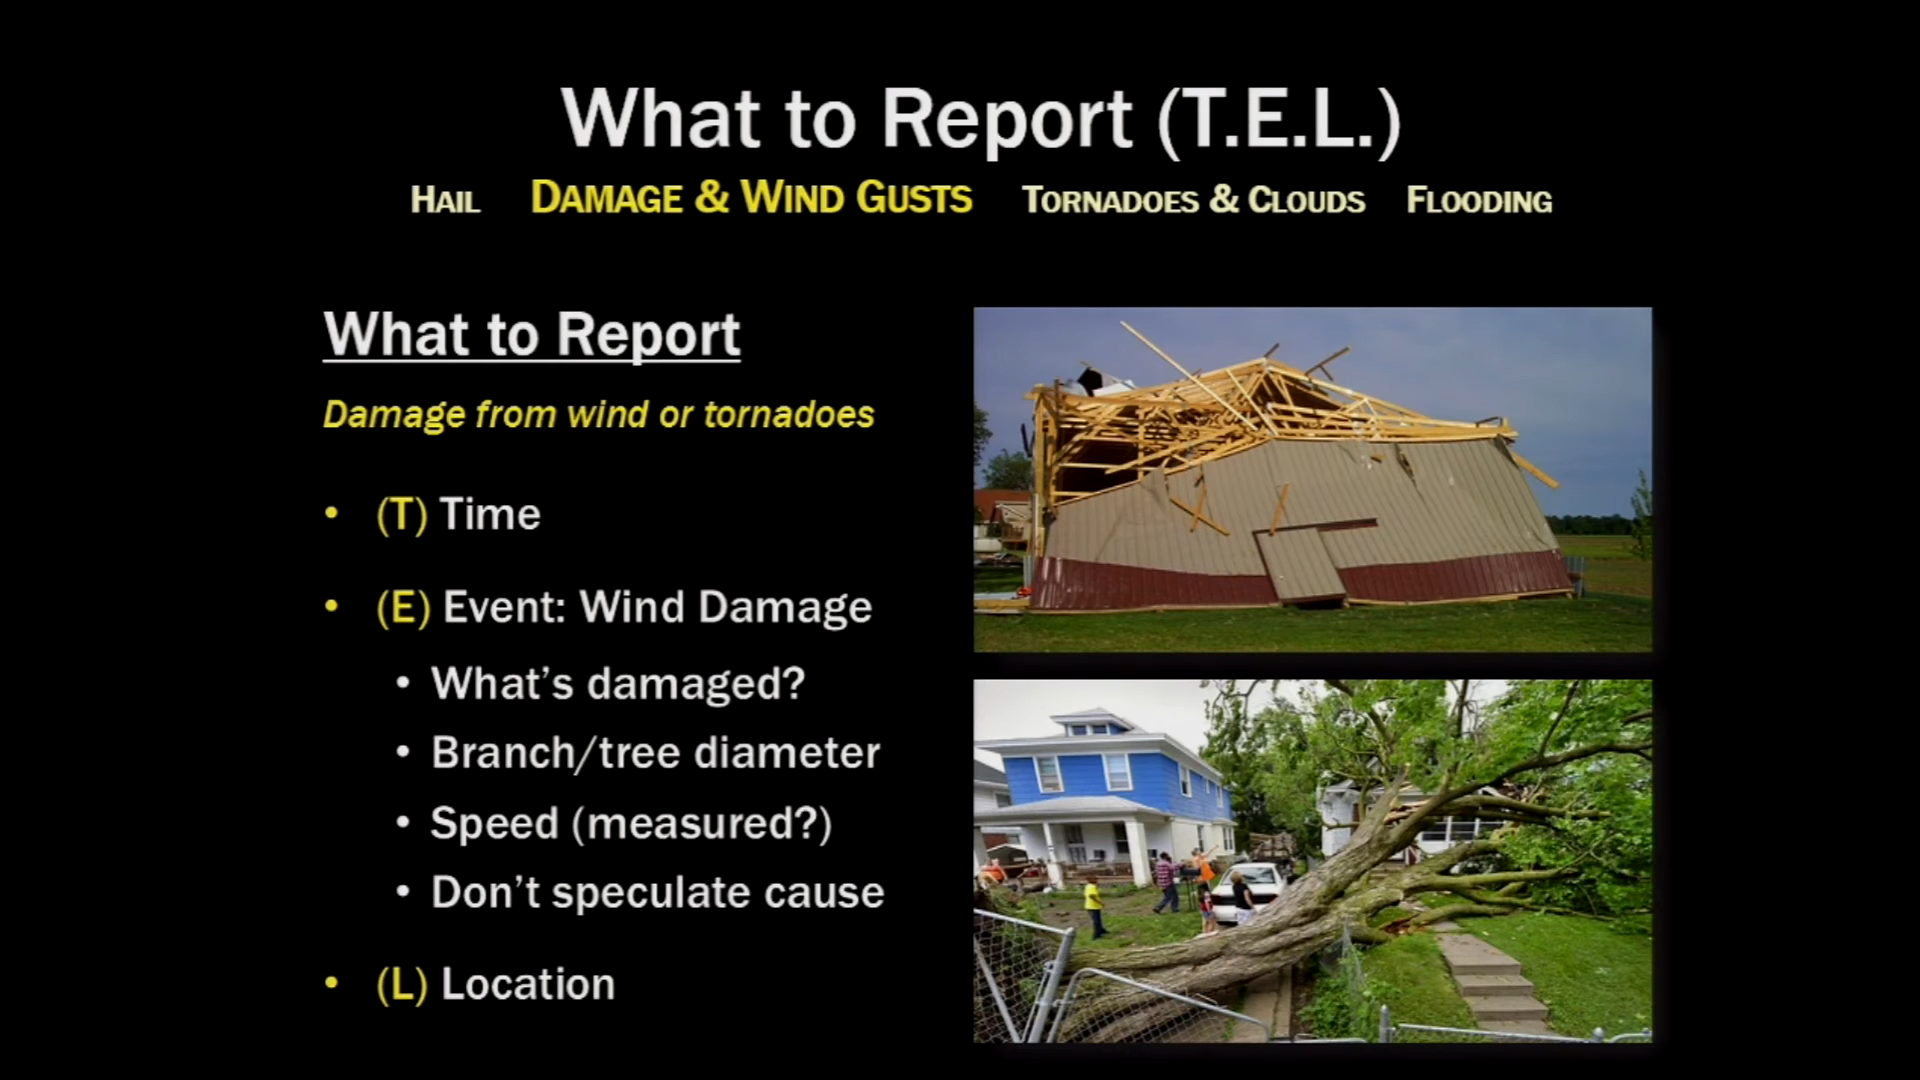 What to Report (T.E.L.)
HAIL DAMAGE & WIND GUSTS TORNADOES & CLOUDS FLOODING
What to Report
Damage from wind or tornadoes
• (T) Time
• (E) Event: Wind Damage
• What’s damaged?
• Branch/tree diameter
• Speed (measured?)
• Don’t speculate cause
• (L) Location